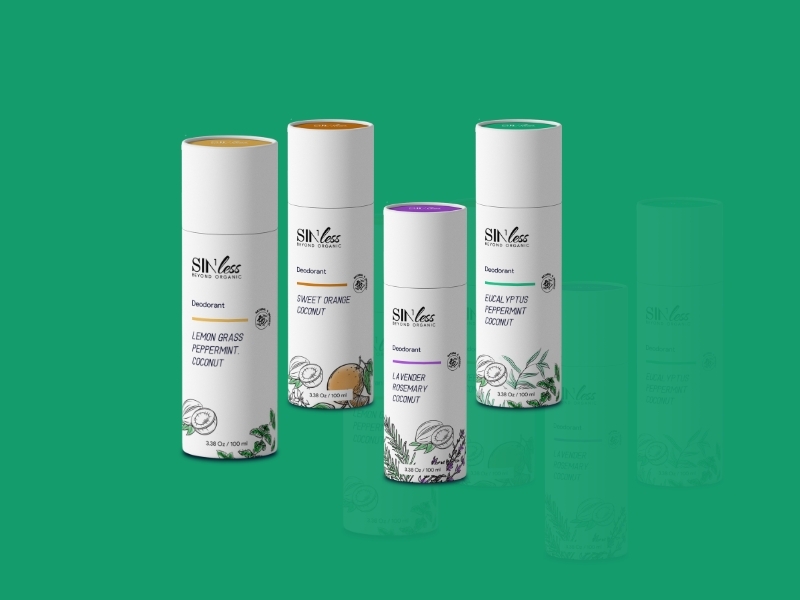 SINless
BEYOND ORGANIC
Deodorant
LEMON GRASS
PEPPERMINT.
COCONUT
3.38 Oz / 100 ml
SINless
BEYOND ORGANIC
Deodorant
SWEET ORANGE
COCONUT
3.38 Oz / 100 ml
SINless
BEYOND ORGANIC
Deodorant
LAVENDER
ROSEMARY
COCONUT
3.38 Oz / 100 ml
SINless
BEYOND ORGANIC
Deodorant
EUCALYPTUS
PEPPERMINT
COCONUT
3.38 Oz / 100 ml